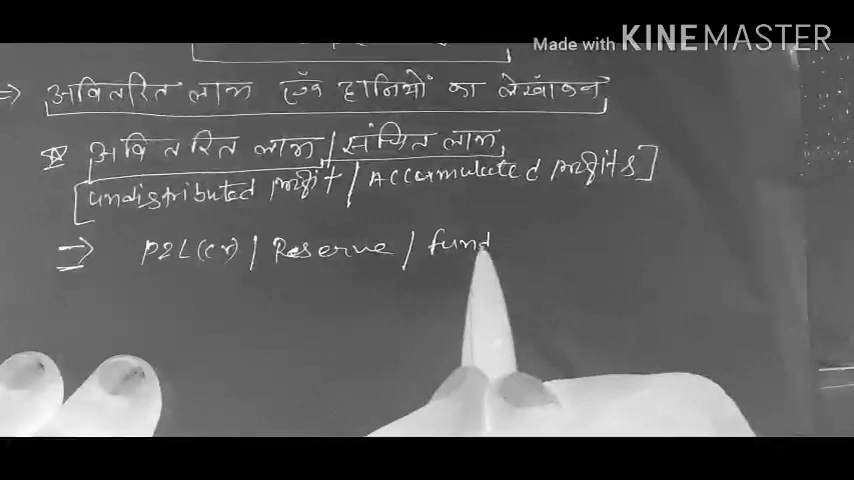 Made with KINEMASTER
=> अवितरित लाभ एवं हानियों का लेखांकन
☆ अवितरित लाभ/संचित लाभ
[undistributed profit / Accumulated profits]
=> P&L(Cr) / Reserve / fund